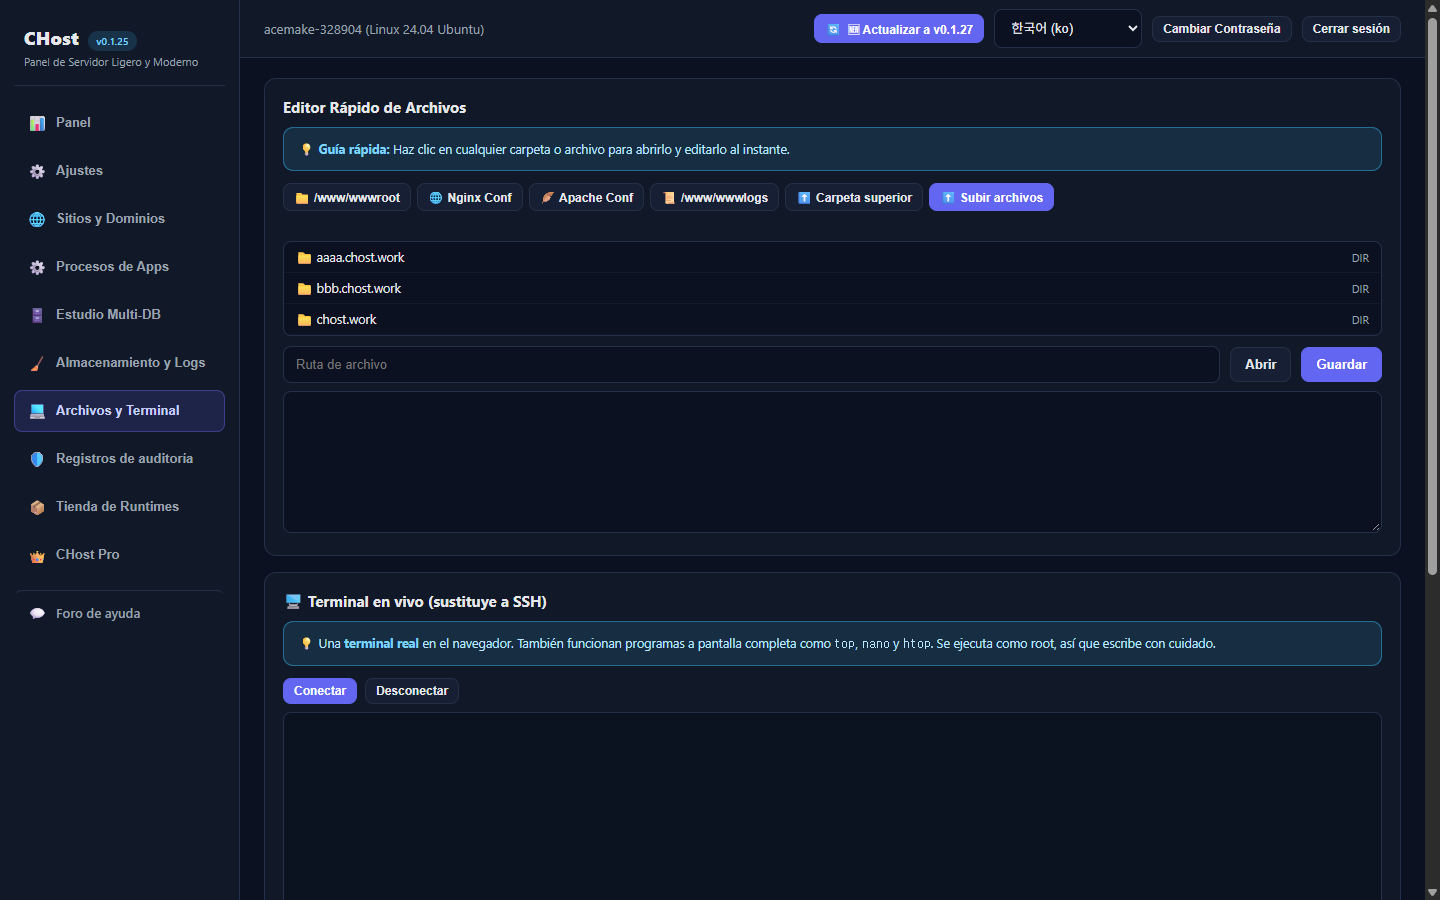 CHost v0.1.25
Panel de Servidor Ligero y Moderno
Panel
Ajustes
Sitios y Dominios
Procesos de Apps
Estudio Multi-DB
Almacenamiento y Logs
Archivos y Terminal
Registros de auditoría
Tienda de Runtimes
CHost Pro
Foro de ayuda
acemake-328904 (Linux 24.04 Ubuntu)
Actualizar a v0.1.27
한국어 (ko)
Cambiar Contraseña
Cerrar sesión
Editor Rápido de Archivos
Guía rápida: Haz clic en cualquier carpeta o archivo para abrirlo y editarlo al instante.
/www/wwwroot
Nginx Conf
Apache Conf
/www/wwwlogs
Carpeta superior
Subir archivos
aaaa.chost.work DIR
bbb.chost.work DIR
chost.work DIR
Ruta de archivo
Abrir
Guardar
Terminal en vivo (sustituye a SSH)
Una terminal real en el navegador. También funcionan programas a pantalla completa como top, nano y htop. Se ejecuta como root, así que escribe con cuidado.
Conectar
Desconectar